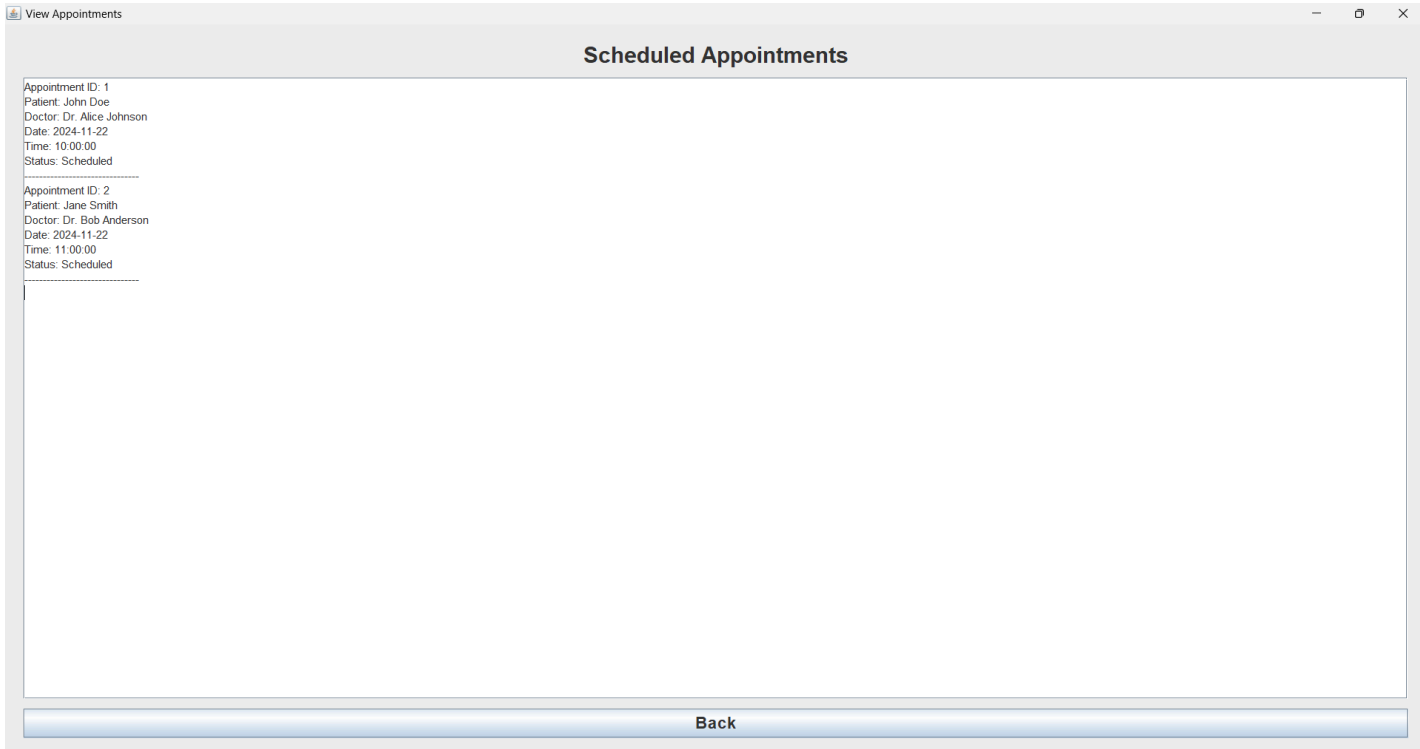 View Appointments
Scheduled Appointments
Appointment ID: 1
Patient: John Doe
Doctor: Dr. Alice Johnson
Date: 2024-11-22
Time: 10:00:00
Status: Scheduled
-------------------------------
Appointment ID: 2
Patient: Jane Smith
Doctor: Dr. Bob Anderson
Date: 2024-11-22
Time: 11:00:00
Status: Scheduled
-------------------------------
Back